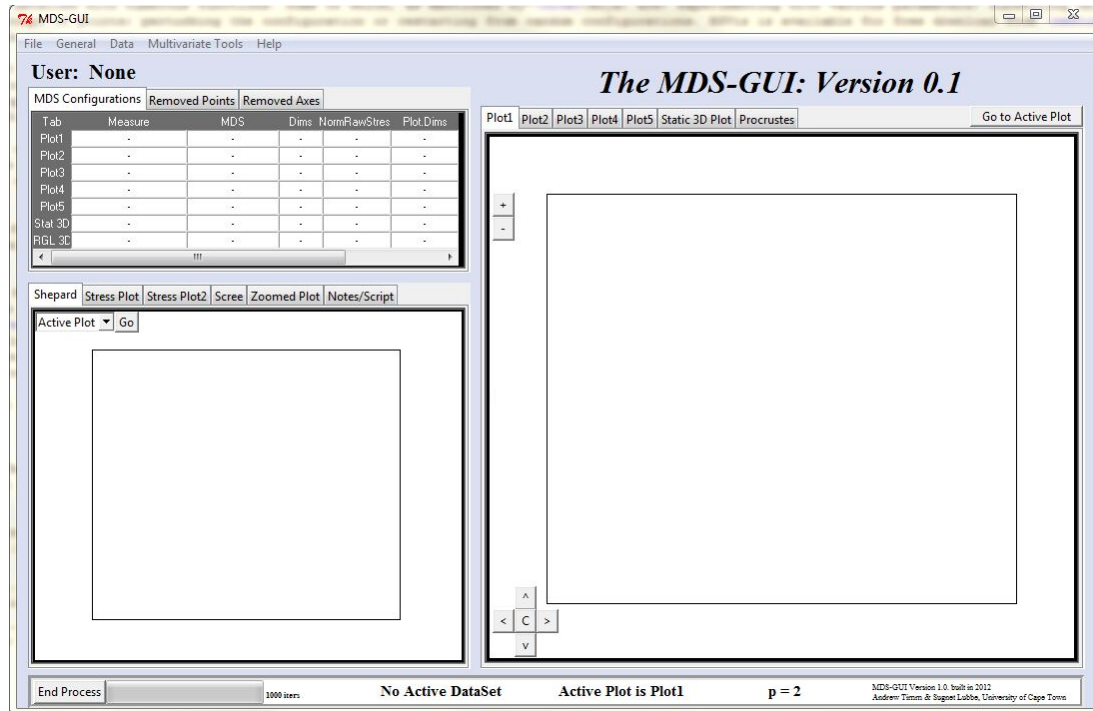 MDS-GUI
File General Data Multivariate Tools Help
User: None
The MDS-GUI: Version 0.1
MDS Configurations Removed Points Removed Axes
Tab Measure MDS Dims NormRawStres Plot.Dims
Plot1 - - - - -
Plot2 - - - - -
Plot3 - - - - -
Plot4 - - - - -
Plot5 - - - - -
Stat 3D - - - - -
RGL 3D - - - - -
Plot1 Plot2 Plot3 Plot4 Plot5 Static 3D Plot Procrustes Go to Active Plot
+
-
Shepard Stress Plot Stress Plot2 Scree Zoomed Plot Notes/Script
Active Plot Go
^
< C >
v
End Process 1000 iters No Active DataSet Active Plot is Plot1 p = 2
MDS-GUI Version 1.0. built in 2012
Andrew Timm & Sugnet Lubbe, University of Cape Town